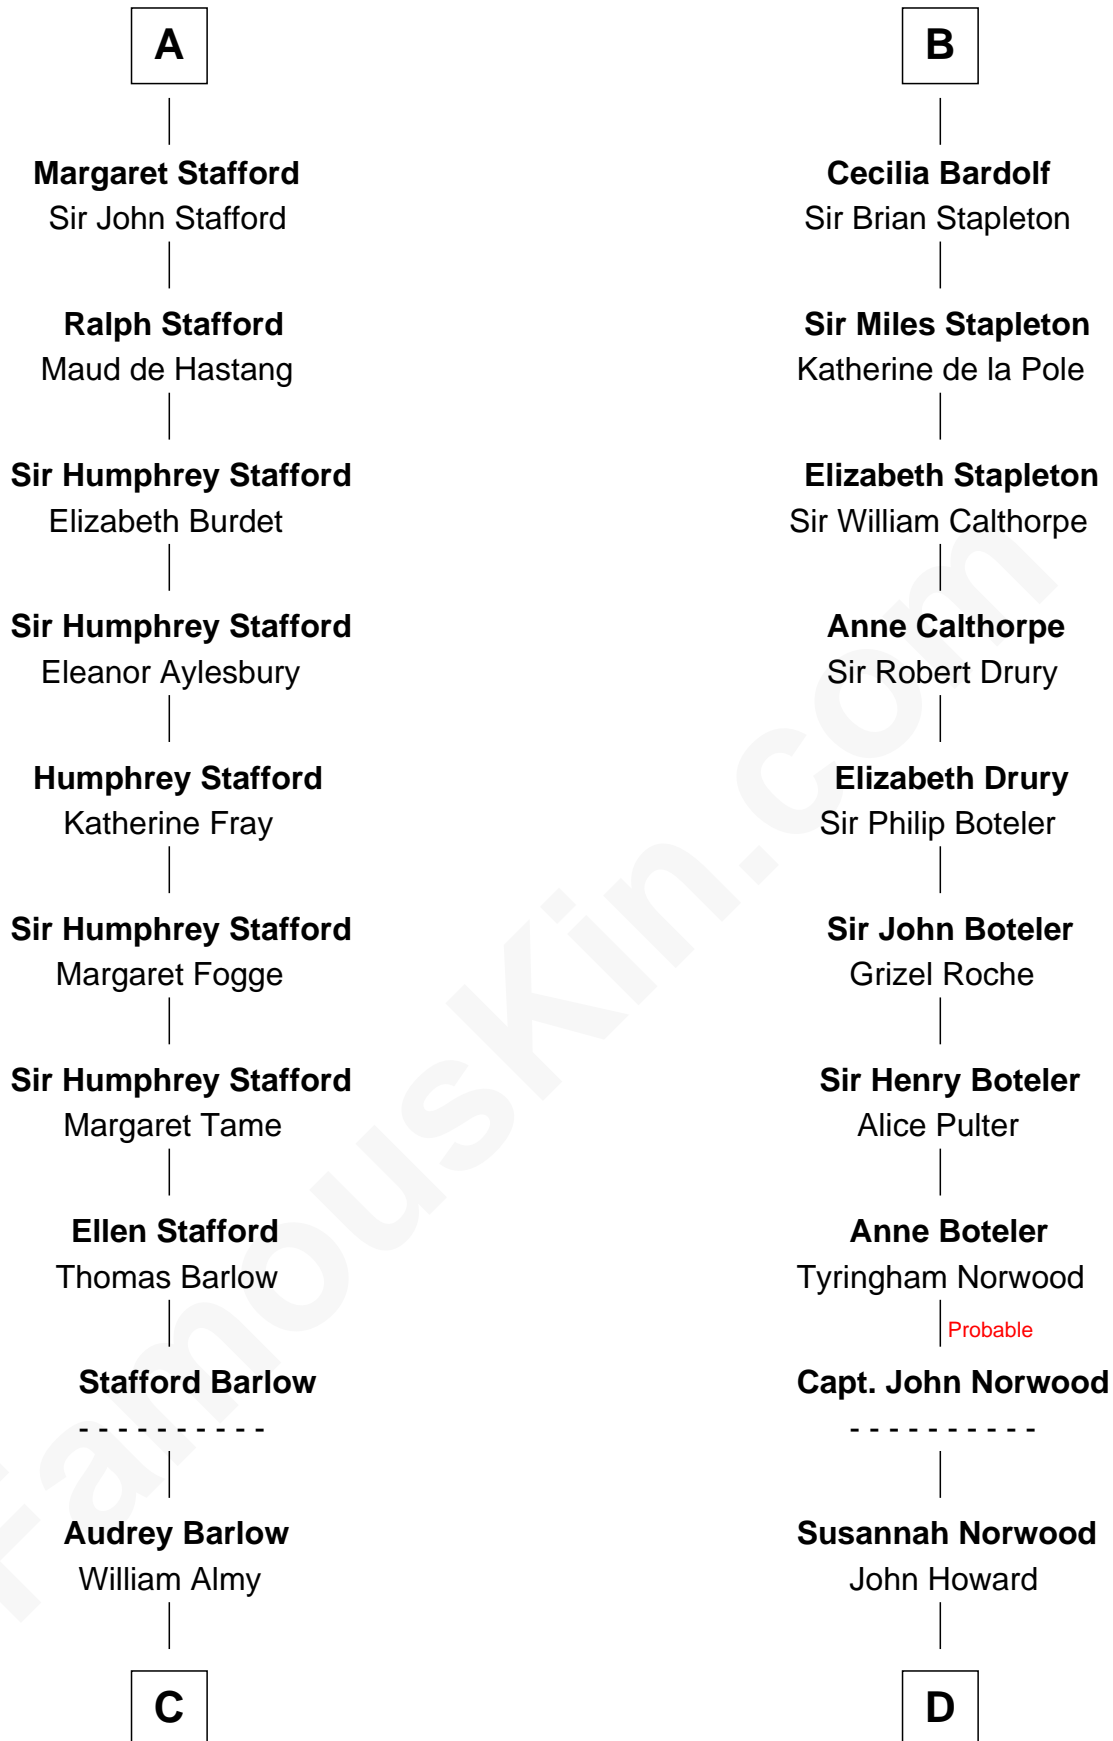 A
Margaret Stafford
Sir John Stafford
Ralph Stafford
Maud de Hastang
Sir Humphrey Stafford
Elizabeth Burdet
Sir Humphrey Stafford
Eleanor Aylesbury
Humphrey Stafford
Katherine Fray
Sir Humphrey Stafford
Margaret Fogge
Sir Humphrey Stafford
Margaret Tame
Ellen Stafford
Thomas Barlow
Stafford Barlow
- - - - - - - - - -
Audrey Barlow
William Almy
C
B
Cecilia Bardolf
Sir Brian Stapleton
Sir Miles Stapleton
Katherine de la Pole
Elizabeth Stapleton
Sir William Calthorpe
Anne Calthorpe
Sir Robert Drury
Elizabeth Drury
Sir Philip Boteler
Sir John Boteler
Grizel Roche
Sir Henry Boteler
Alice Pulter
Anne Boteler
Tyringham Norwood
Probable
Capt. John Norwood
- - - - - - - - - -
Susannah Norwood
John Howard
D
FamousKin.com